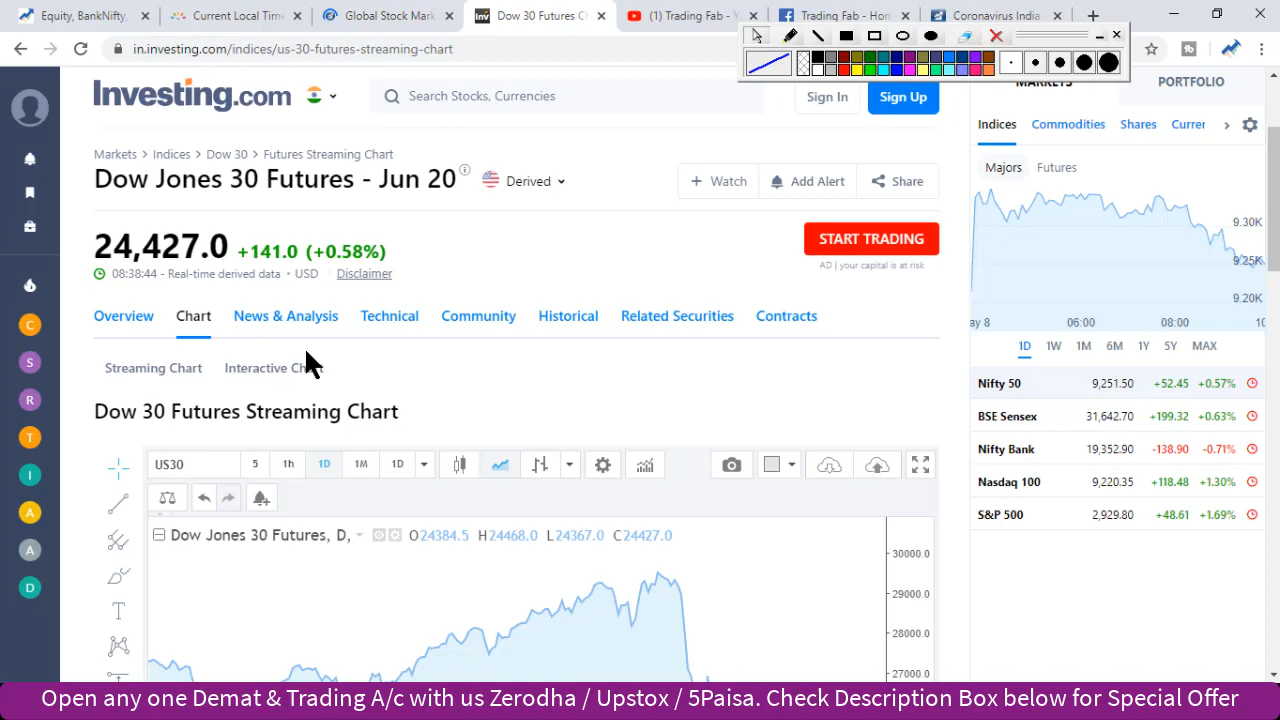 Equity, BankNifty,
Current Local Time
Global Stock Mark
Dow 30 Futures C
(1) Trading Fab -
Trading Fab - Hom
Coronavirus India
in.investing.com/indices/us-30-futures-streaming-chart
Investing.com
Search Stocks, Currencies
Sign In
Sign Up
MARKETS
PORTFOLIO
Indices
Commodities
Shares
Curren
Markets > Indices > Dow 30 > Futures Streaming Chart
Dow Jones 30 Futures - Jun 20
Derived
+ Watch
Add Alert
Share
Majors
Futures
24,427.0 +141.0 (+0.58%)
08:38:44 - Real-time derived data • USD
Disclaimer
START TRADING
AD | your capital is at risk
9.30K
9.25K
9.20K
ay 8
06:00
08:00
10
Overview
Chart
News & Analysis
Technical
Community
Historical
Related Securities
Contracts
1D
1W
1M
6M
1Y
5Y
MAX
Streaming Chart
Nifty 50 9,251.50 +52.45 +0.57%
BSE Sensex 31,642.70 +199.32 +0.63%
Nifty Bank 19,352.90 -138.90 -0.71%
Nasdaq 100 9,220.35 +118.48 +1.30%
S&P 500 2,929.80 +48.61 +1.69%
Interactive Ch
Dow 30 Futures Streaming Chart
US30
5
1h
1D
1M
1D
Dow Jones 30 Futures, D, O24384.5 H24468.0 L24367.0 C24427.0
30000.0
29000.0
28000.0
27000.0
C
S
R
T
I
A
A
D
Open any one Demat & Trading A/c with us Zerodha / Upstox / 5Paisa. Check Description Box below for Special Offer